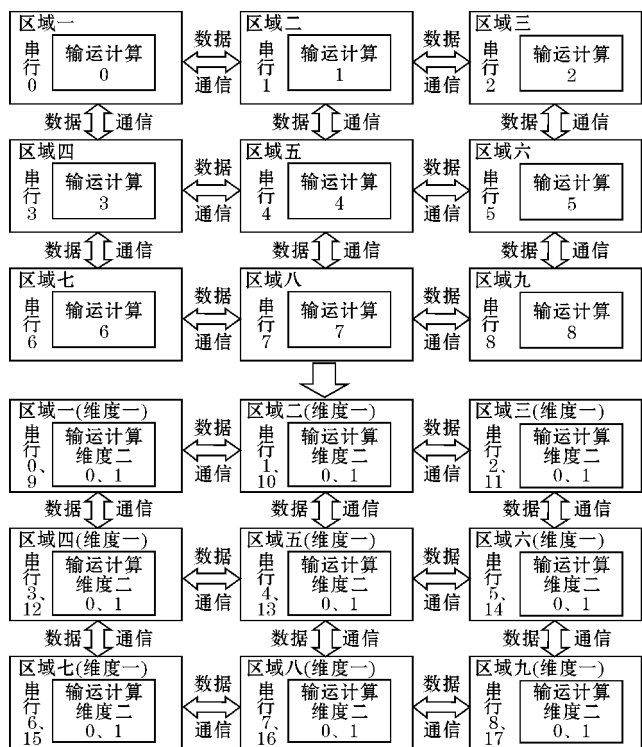 区域一
串行0
输运计算
0
数据
通信
区域二
串行1
输运计算
1
数据
通信
区域三
串行2
输运计算
2
数据 通信
数据 通信
数据 通信
区域四
串行3
输运计算
3
数据
通信
区域五
串行4
输运计算
4
数据
通信
区域六
串行5
输运计算
5
数据 通信
数据 通信
数据 通信
区域七
串行6
输运计算
6
数据
通信
区域八
串行7
输运计算
7
数据
通信
区域九
串行8
输运计算
8
区域一(维度一)
串行0、9
输运计算
维度二
0、1
数据
通信
区域二(维度一)
串行1、10
输运计算
维度二
0、1
数据
通信
区域三(维度一)
串行2、11
输运计算
维度二
0、1
数据 通信
数据 通信
数据 通信
区域四(维度一)
串行3、12
输运计算
维度二
0、1
数据
通信
区域五(维度一)
串行4、13
输运计算
维度二
0、1
数据
通信
区域六(维度一)
串行5、14
输运计算
维度二
0、1
数据 通信
数据 通信
数据 通信
区域七(维度一)
串行6、15
输运计算
维度二
0、1
数据
通信
区域八(维度一)
串行7、16
输运计算
维度二
0、1
数据
通信
区域九(维度一)
串行8、17
输运计算
维度二
0、1